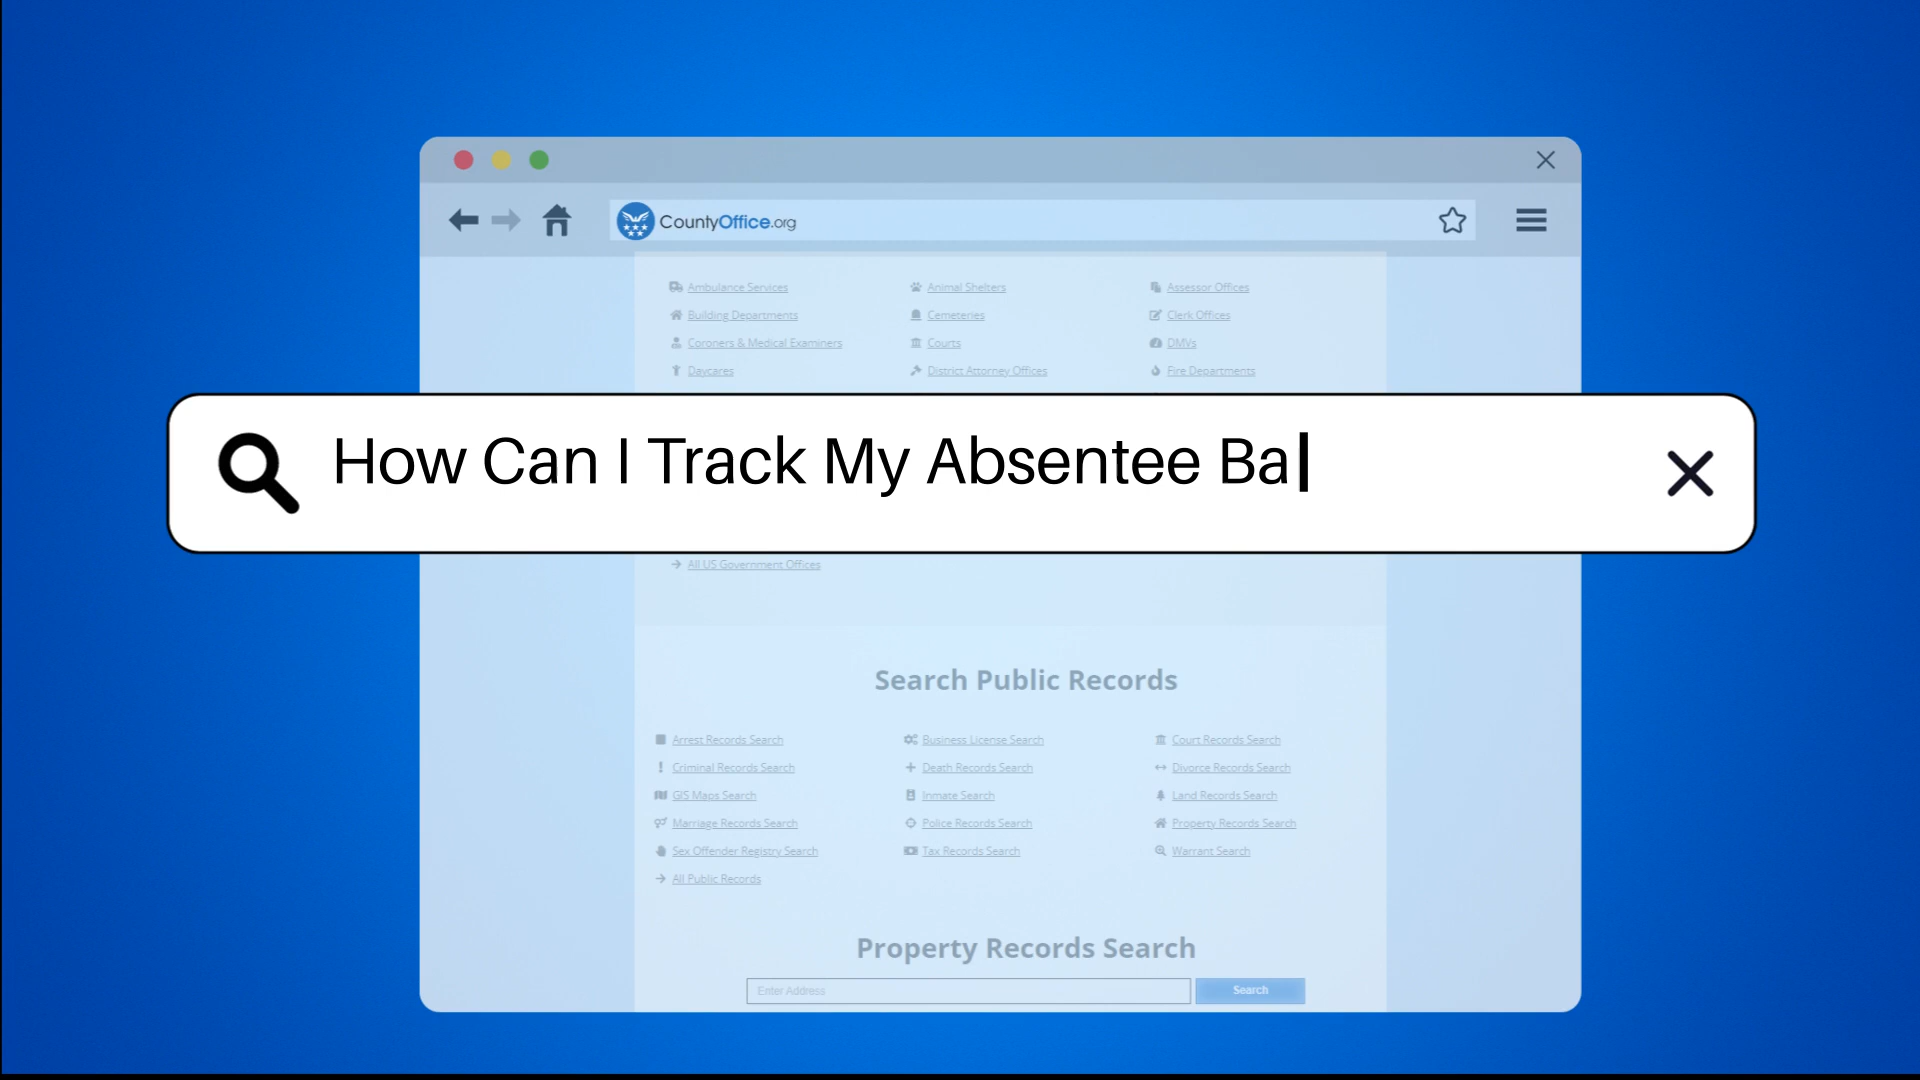 CountyOffice.org
Ambulance Services Animal Shelters Assessor Offices
Building Departments Cemeteries Clerk Offices
Coroners & Medical Examiners Courts DMVs
Daycares District Attorney Offices Fire Departments
How Can I Track My Absentee Ba
All US Government Offices
Search Public Records
Arrest Records Search Business License Search Court Records Search
Criminal Records Search Death Records Search Divorce Records Search
GIS Maps Search Inmate Search Land Records Search
Marriage Records Search Police Records Search Property Records Search
Sex Offender Registry Search Tax Records Search Warrant Search
All Public Records
Property Records Search
Enter Address Search